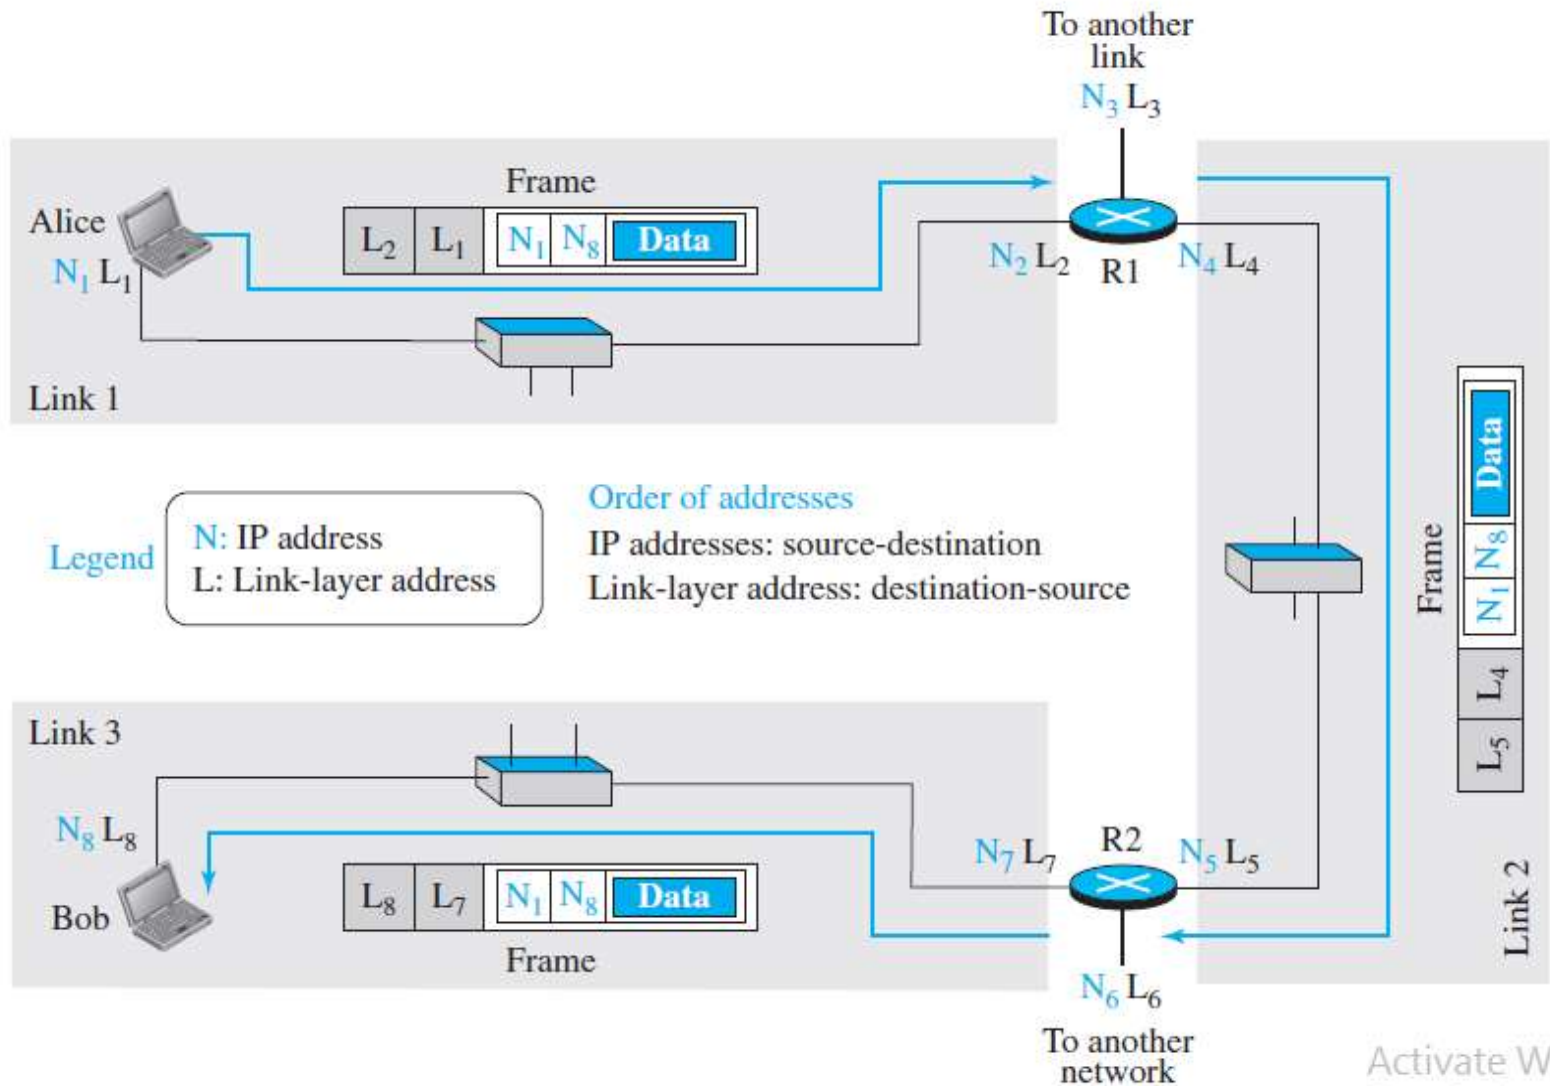 To another
link
N3 L3
Frame
Alice
L2 L1 N1 N8 Data
N1 L1
N2 L2
R1
N4 L4
Link 1
Legend
N: IP address
L: Link-layer address
Order of addresses
IP addresses: source-destination
Link-layer address: destination-source
Frame
L5 L4 N1 N8 Data
Link 2
Link 3
N8 L8
Bob
L8 L7 N1 N8 Data
Frame
N7 L7
R2
N5 L5
N6 L6
To another
network
Activate W